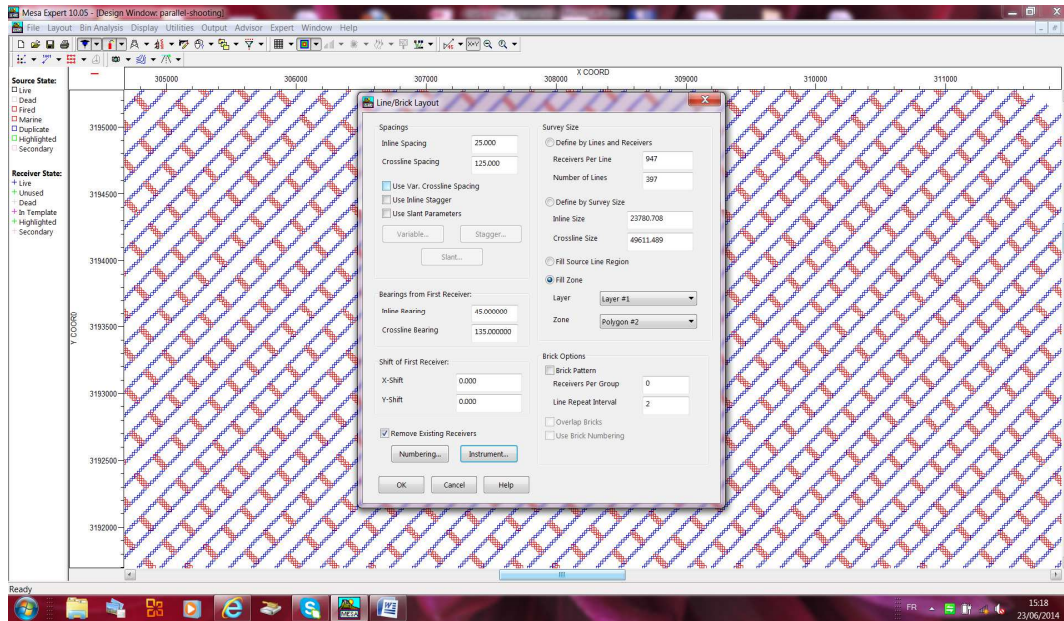 Mesa Expert 10.05 - [Design Window: parallel-shooting]
File Layout Bin Analysis Display Utilities Output Advisor Expert Window Help
X COORD
305000 306000 307000 308000 309000 310000 311000
Source State:
Live
Dead
Fired
Marine
Duplicate
Highlighted
Secondary
Receiver State:
Live
Unused
Dead
In Template
Highlighted
Secondary
Y COORD
3195000
3194500
3194000
3193500
3193000
3192500
3192000
Line/Brick Layout
Spacings
Inline Spacing 25.000
Crossline Spacing 125.000
Use Var. Crossline Spacing
Use Inline Stagger
Use Slant Parameters
Variable... Stagger...
Slant...
Bearings from First Receiver:
Inline Bearing 45.000000
Crossline Bearing 135.000000
Shift of First Receiver:
X-Shift 0.000
Y-Shift 0.000
Remove Existing Receivers
Numbering... Instrument...
OK Cancel Help
Survey Size
Define by Lines and Receivers
Receivers Per Line 947
Number of Lines 397
Define by Survey Size
Inline Size 23780.708
Crossline Size 49611.489
Fill Source Line Region
Fill Zone
Layer Layer #1
Zone Polygon #2
Brick Options
Brick Pattern
Receivers Per Group 0
Line Repeat Interval 2
Overlap Bricks
Use Brick Numbering
Ready
MESA
FR
15:18
23/06/2014